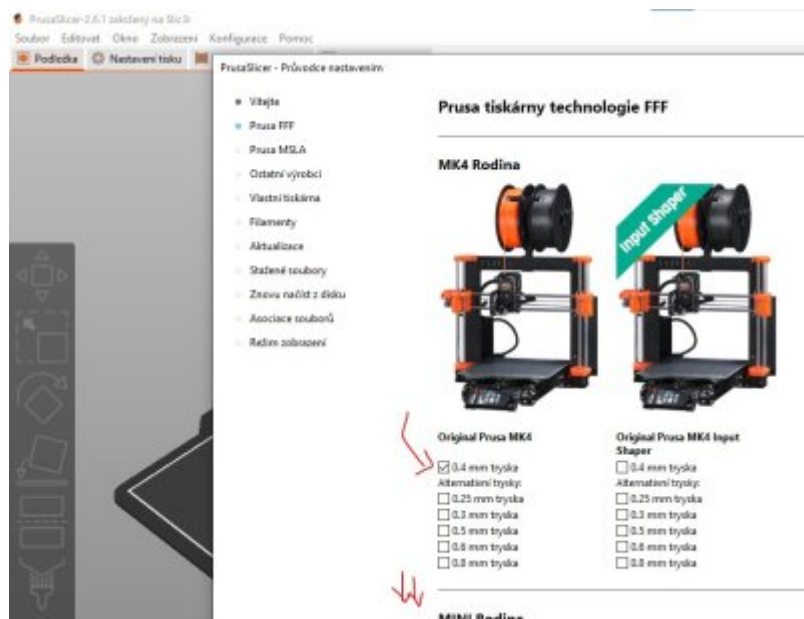 PrusaSlicer-2.6.1 založený na Slic3r
Soubor Editovat Okno Zobrazení Konfigurace Pomoc
Podložka Nastavení tisku
PrusaSlicer - Průvodce nastavením
Vítejte
Prusa FFF
Prusa MSLA
Ostatní výrobci
Vlastní tiskárna
Filamenty
Aktualizace
Stažené soubory
Znovu načíst z disku
Asociace souborů
Režim zobrazení
Prusa tiskárny technologie FFF
MK4 Rodina
Input Shaper
Original Prusa MK4
0.4 mm tryska
Alternativní trysky:
0.25 mm tryska
0.3 mm tryska
0.5 mm tryska
0.6 mm tryska
0.8 mm tryska
Original Prusa MK4 Input
Shaper
0.4 mm tryska
Alternativní trysky:
0.25 mm tryska
0.3 mm tryska
0.5 mm tryska
0.6 mm tryska
0.8 mm tryska
MINI Rodina